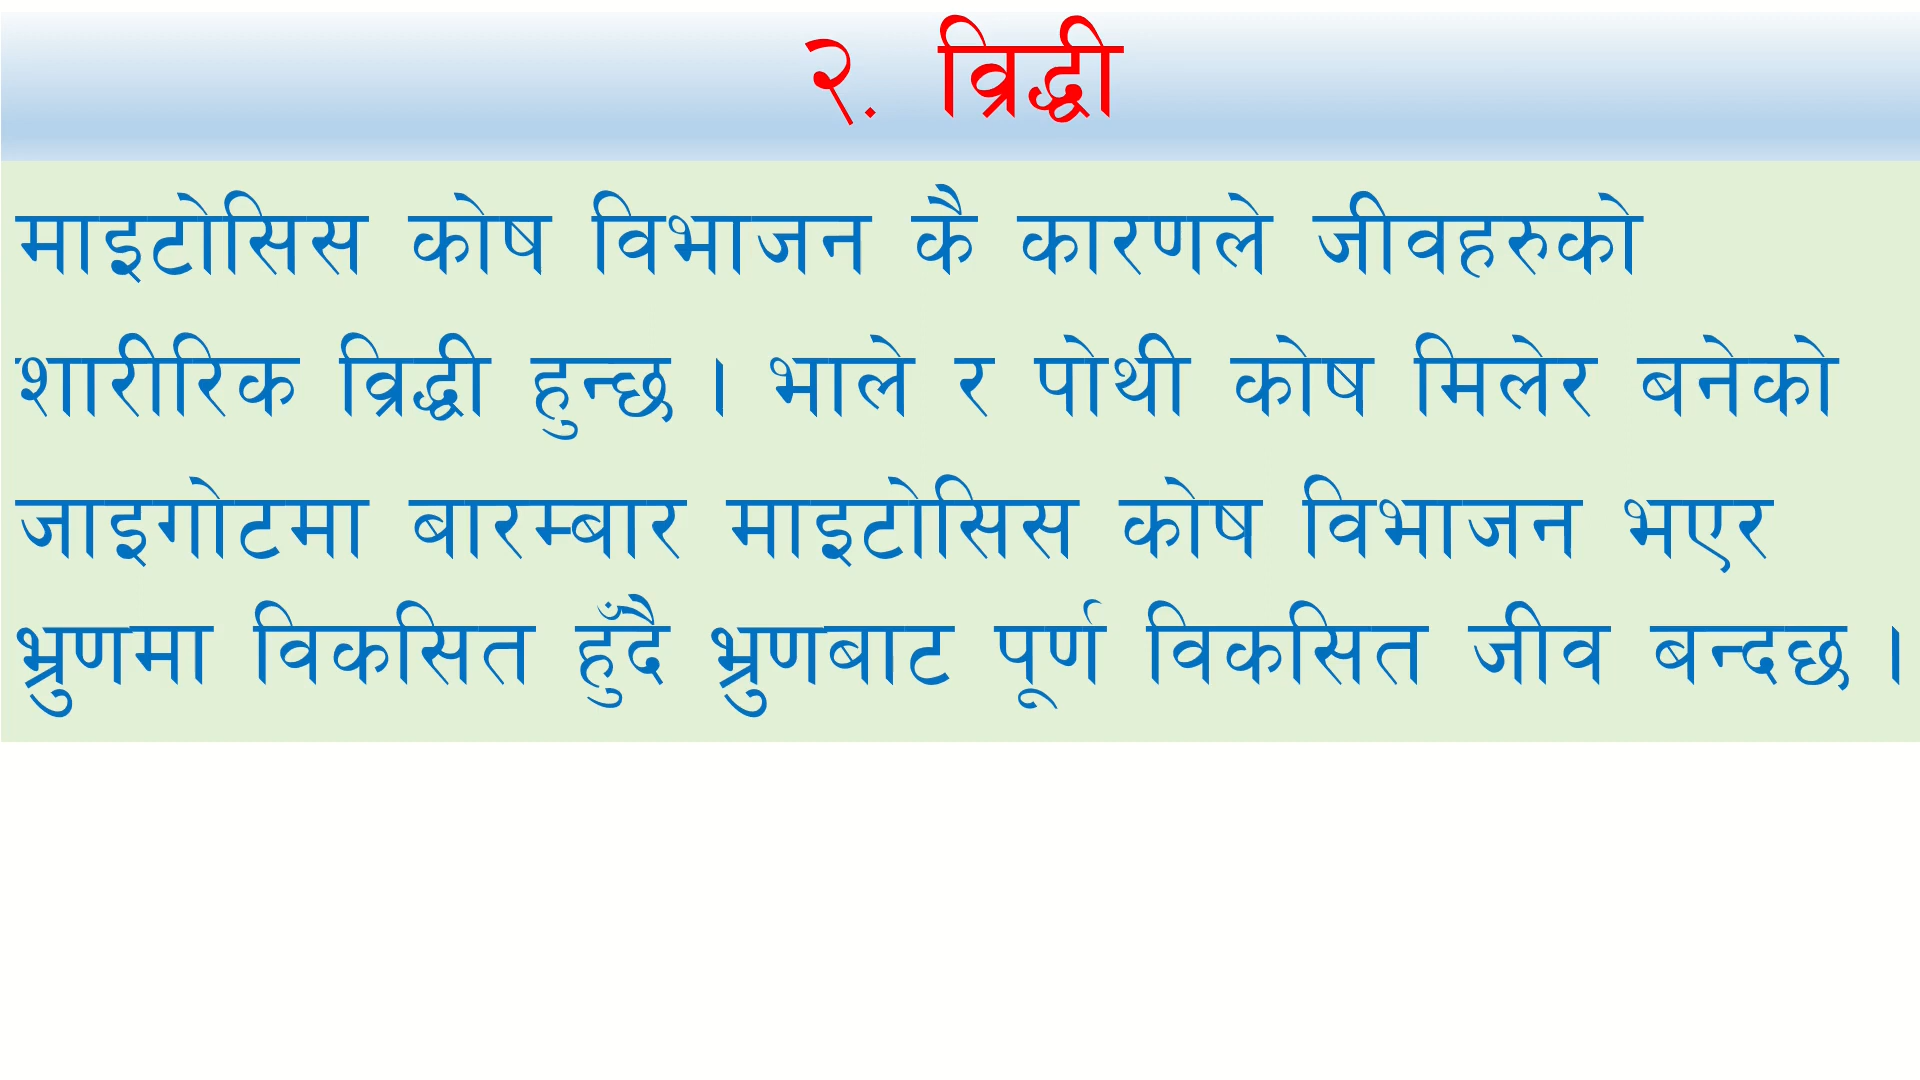 २. व्रिद्धी
माइटोसिस कोष विभाजन कै कारणले जीवहरुको
शारीरिक व्रिद्धी हुन्छ । भाले र पोथी कोष मिलेर बनेको
जाइगोटमा बारम्बार माइटोसिस कोष विभाजन भएर
भ्रुणमा विकसित हुँदै भ्रुणबाट पूर्ण विकसित जीव बन्दछ ।